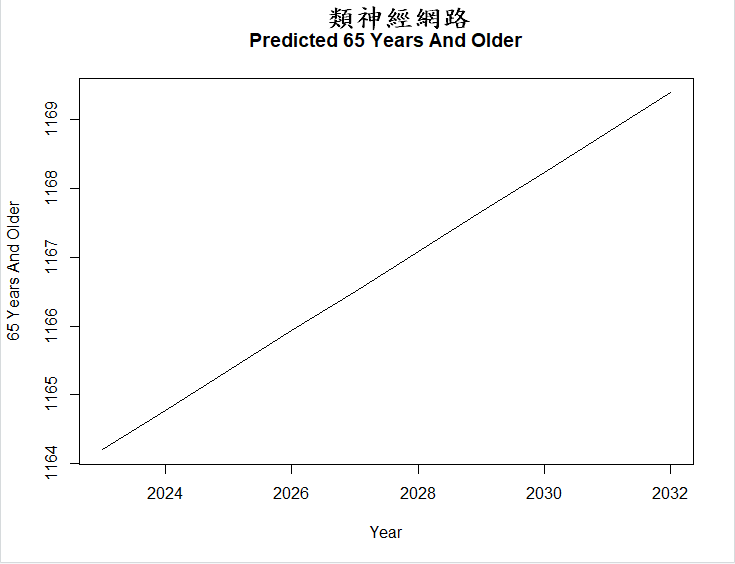 類神經網路
Predicted 65 Years And Older
65 Years And Older
1169
1168
1167
1166
1165
1164
2024 2026 2028 2030 2032
Year